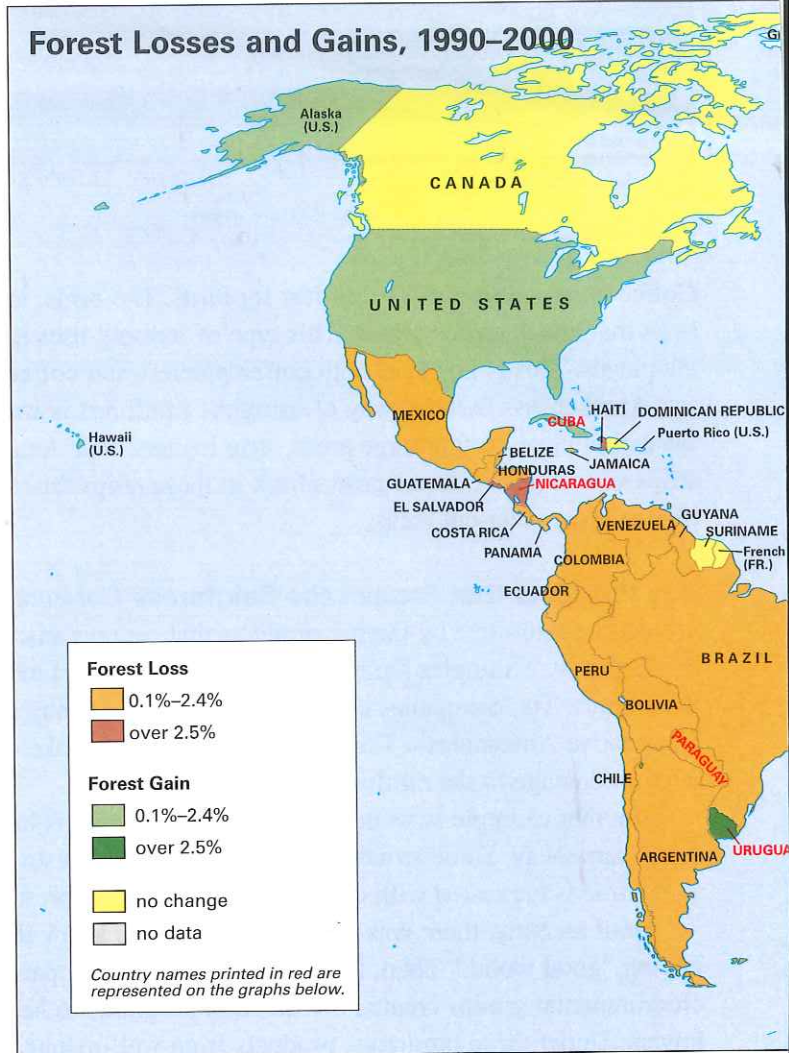 Forest Losses and Gains, 1990–2000
Alaska
(U.S.)
CANADA
UNITED STATES
Hawaii
(U.S.)
MEXICO
CUBA
HAITI
DOMINICAN REPUBLIC
Puerto Rico (U.S.)
BELIZE
JAMAICA
HONDURAS
GUATEMALA
NICARAGUA
EL SALVADOR
COSTA RICA
PANAMA
VENEZUELA
GUYANA
SURINAME
French
(FR.)
COLOMBIA
ECUADOR
BRAZIL
PERU
BOLIVIA
PARAGUAY
CHILE
ARGENTINA
URUGUA
Forest Loss
0.1%–2.4%
over 2.5%
Forest Gain
0.1%–2.4%
over 2.5%
no change
no data
Country names printed in red are
represented on the graphs below.